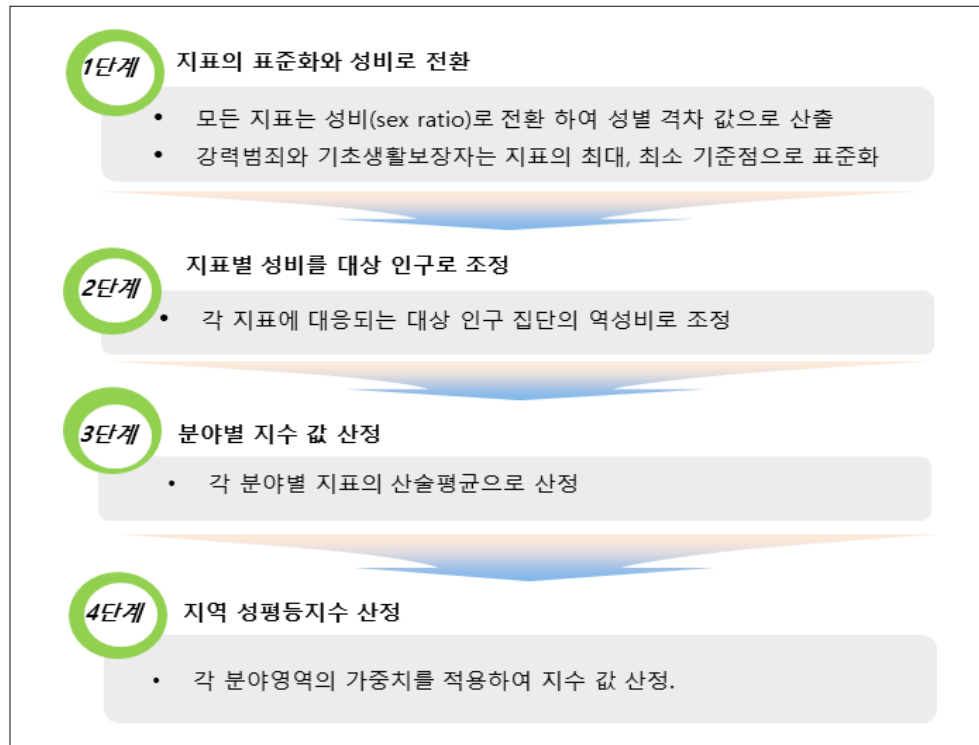 1단계
지표의 표준화와 성비로 전환
• 모든 지표는 성비(sex ratio)로 전환 하여 성별 격차 값으로 산출
• 강력범죄와 기초생활보장자는 지표의 최대, 최소 기준점으로 표준화
2단계
지표별 성비를 대상 인구로 조정
• 각 지표에 대응되는 대상 인구 집단의 역성비로 조정
3단계
분야별 지수 값 산정
• 각 분야별 지표의 산술평균으로 산정
4단계
지역 성평등지수 산정
• 각 분야영역의 가중치를 적용하여 지수 값 산정.